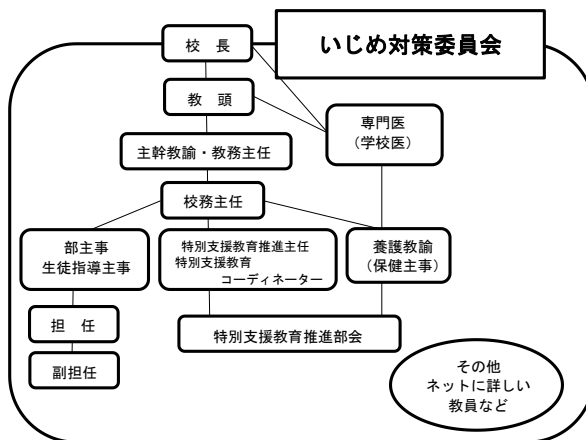 いじめ対策委員会
校　長
教　頭
専門医
（学校医）
主幹教諭・教務主任
校務主任
部主事
生徒指導主事
特別支援教育推進主任
特別支援教育
コーディネーター
養護教諭
（保健主事）
担　任
特別支援教育推進部会
副担任
その他
ネットに詳しい
教員など